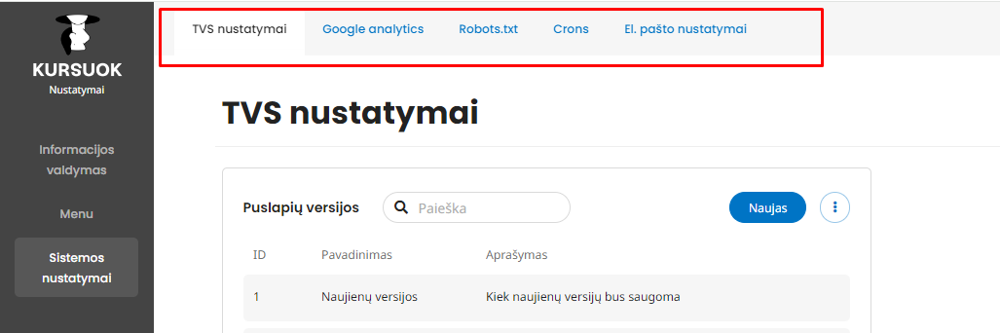 TVS nustatymai Google analytics Robots.txt Crons El. pašto nustatymai
KURSUOK
Nustatymai
Informacijos
valdymas
Menu
Sistemos
nustatymai
TVS nustatymai
Puslapių versijos Paieška Naujas
ID Pavadinimas Aprašymas
1 Naujienų versijos Kiek naujienų versijų bus saugoma